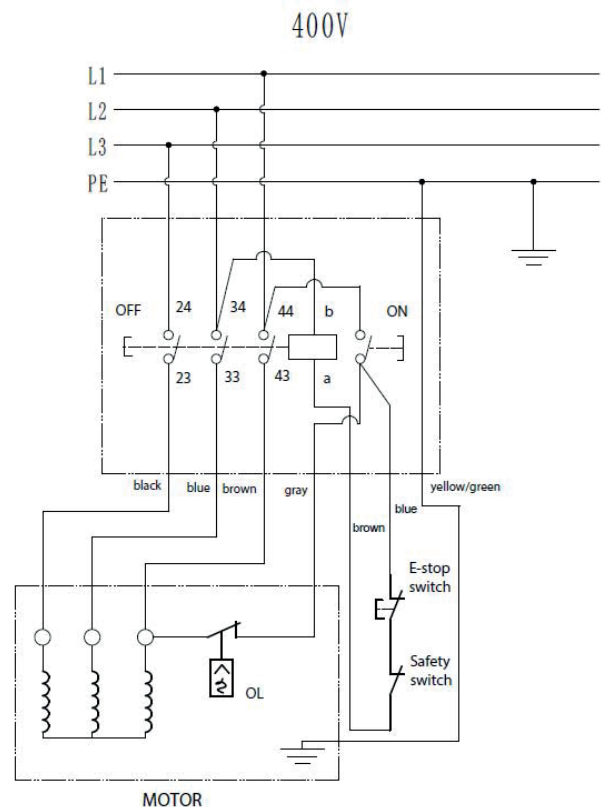 400V
L1
L2
L3
PE
OFF
24
34
44
b
ON
23
33
43
a
black
blue
brown
gray
brown
blue
yellow/green
E-stop
switch
Safety
switch
OL
MOTOR